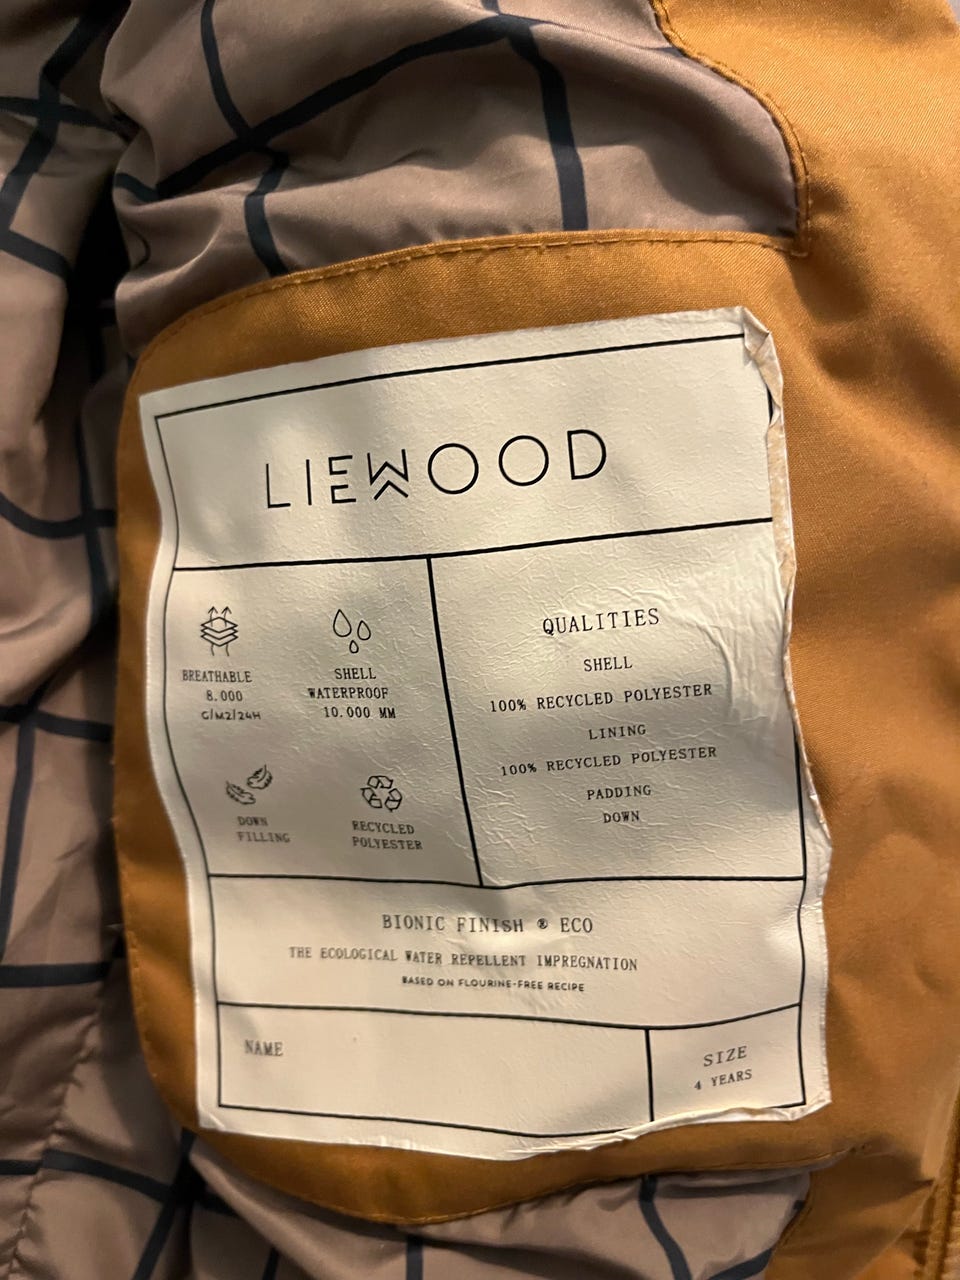 LIEWOOD
BREATHABLE
8.000
G/M2/24H
SHELL
WATERPROOF
10.000 MM
DOWN
FILLING
RECYCLED
POLYESTER
QUALITIES
SHELL
100% RECYCLED POLYESTER
LINING
100% RECYCLED POLYESTER
PADDING
DOWN
BIONIC FINISH ® ECO
THE ECOLOGICAL WATER REPELLENT IMPREGNATION
BASED ON FLOURINE-FREE RECIPE
NAME
SIZE
4 YEARS